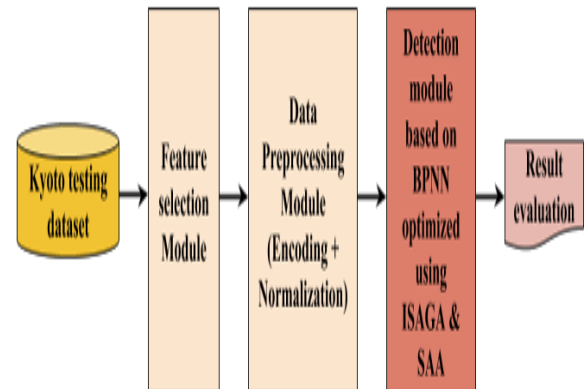 Kyoto testing
dataset
Feature
selection
Module
Data
Preprocessing
Module
(Encoding +
Normalization)
Detection
module
based on
BPNN
optimized
using
ISAGA &
SAA
Result
evaluation